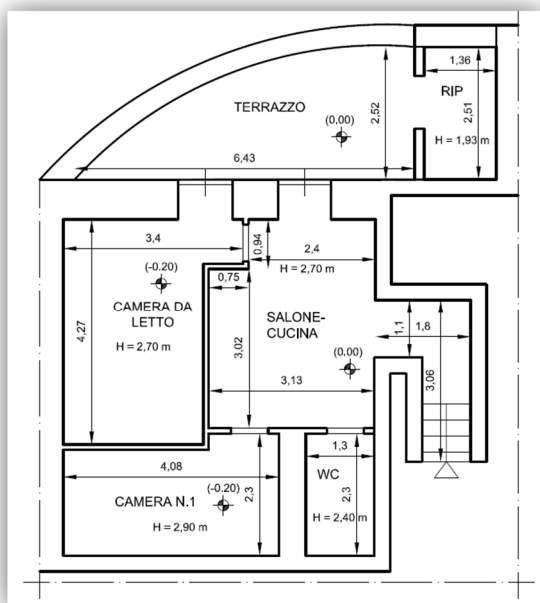 1,36
TERRAZZO
RIP
(0.00)
2,52
2,51
H = 1,93 m
6,43
3,4
0,94
2,4
(-0.20)
H = 2,70 m
0,75
CAMERA DA
LETTO
SALONE-
CUCINA
4,27
H = 2,70 m
3,02
(0.00)
1,1
1,8
3,06
3,13
1,3
4,08
WC
CAMERA N.1
(-0.20)
2,3
2,3
H = 2,90 m
H = 2,40 m